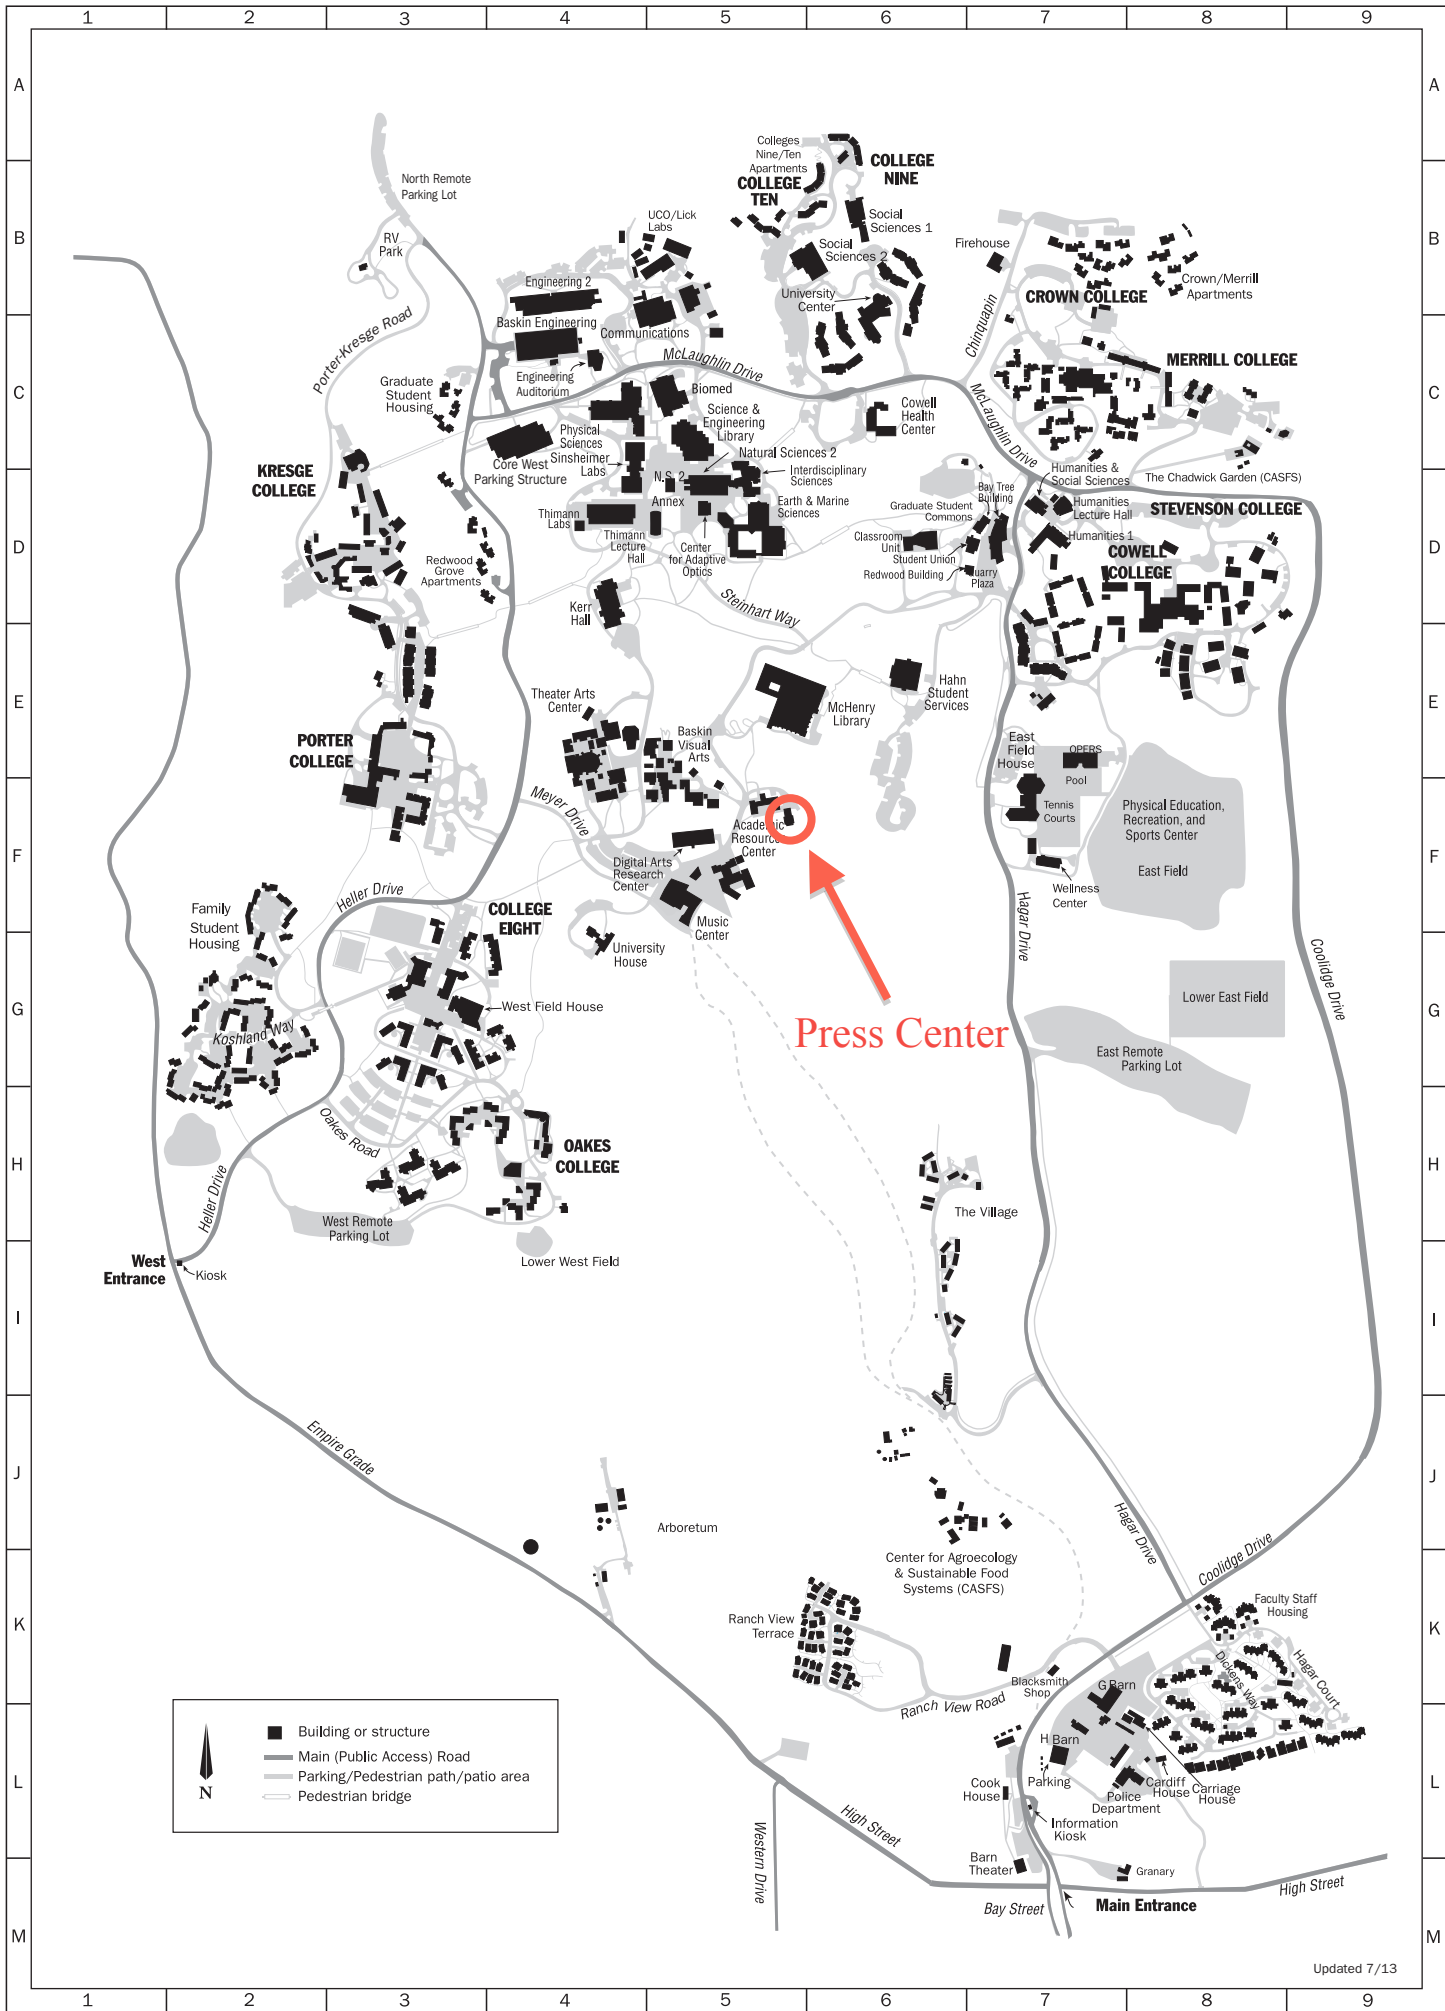 1 2 3 4 5 6 7 8 9
A A
Colleges
Nine/Ten
Apartments
COLLEGE
NINE
COLLEGE
TEN
North Remote
Parking Lot
B B
RV
Park
UCO/Lick
Labs
Social
Sciences 1
Social
Sciences 2
Firehouse
Engineering 2
University
Center
Crown/Merrill
Apartments
CROWN COLLEGE
Chinquapin
Porter-Kresge Road
Baskin Engineering
Communications
McLaughlin Drive
MERRILL COLLEGE
C C
Engineering
Auditorium
Graduate
Student
Housing
Biomed
Science &
Engineering
Library
Cowell
Health
Center
McLaughlin Drive
Physical
Sciences
Sinsheimer
Labs
Core West
Parking Structure
Natural Sciences 2
Interdisciplinary
Sciences
KRESGE
COLLEGE
N.S. 2
Annex
Humanities &
Social Sciences
The Chadwick Garden (CASFS)
Bay Tree
Building
Graduate Student
Commons
Earth & Marine
Sciences
Humanities
Lecture Hall
STEVENSON COLLEGE
Thimann
Labs
Thimann
Lecture
Hall
Center
for Adaptive
Optics
Classroom
Unit
Student Union
Redwood Building
Quarry
Plaza
Humanities 1
COWELL
COLLEGE
D D
Redwood
Grove
Apartments
Kerr
Hall
Steinhart Way
E E
Theater Arts
Center
McHenry
Library
Hahn
Student
Services
Baskin
Visual
Arts
PORTER
COLLEGE
East
Field
House
OPERS
Pool
Tennis
Courts
Physical Education,
Recreation, and
Sports Center
East Field
Meyer Drive
Academic
Resource
Center
F F
Digital Arts
Research
Center
Wellness
Center
Heller Drive
Family
Student
Housing
COLLEGE
EIGHT
Music
Center
University
House
Hagar Drive
Coolidge Drive
G G
West Field House
Koshland Way
Lower East Field
Press Center
East Remote
Parking Lot
Oakes Road
OAKES
COLLEGE
H H
Heller Drive
The Village
West Remote
Parking Lot
Lower West Field
West
Entrance
Kiosk
I I
Empire Grade
J J
Arboretum
Hagar Drive
Coolidge Drive
Center for Agroecology
& Sustainable Food
Systems (CASFS)
K K
Ranch View
Terrace
Faculty Staff
Housing
Dickens Way
Hagar Court
Blacksmith
Shop
Ranch View Road
G Barn
N
Building or structure
Main (Public Access) Road
Parking/Pedestrian path/patio area
Pedestrian bridge
H Barn
L L
Parking
Cook
House
Police
Department
Cardiff
House
Carriage
House
Information
Kiosk
High Street
Western Drive
Barn
Theater
Granary
High Street
Bay Street
Main Entrance
M M
Updated 7/13
1 2 3 4 5 6 7 8 9